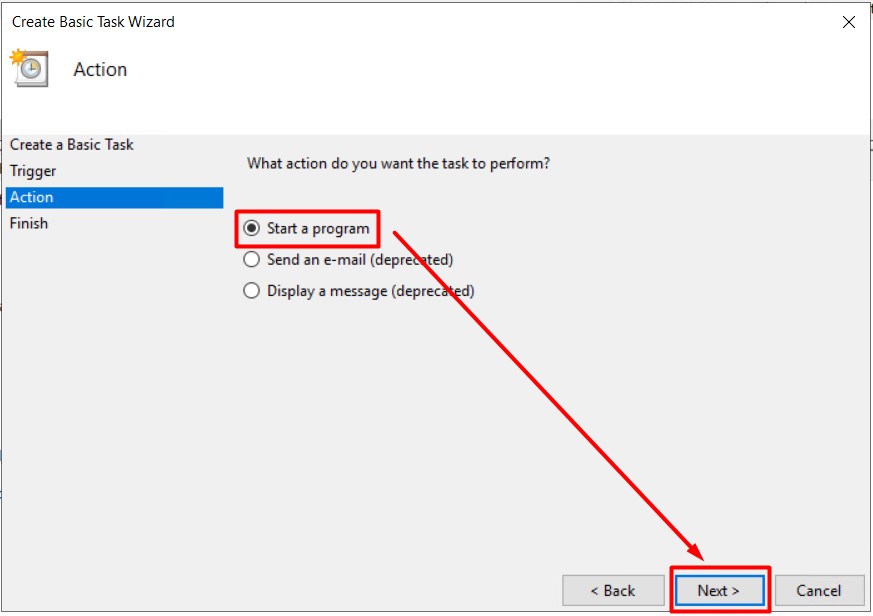 Create Basic Task Wizard
Action
Create a Basic Task
Trigger
Action
Finish
What action do you want the task to perform?
Start a program
Send an e-mail (deprecated)
Display a message (deprecated)
< Back
Next >
Cancel